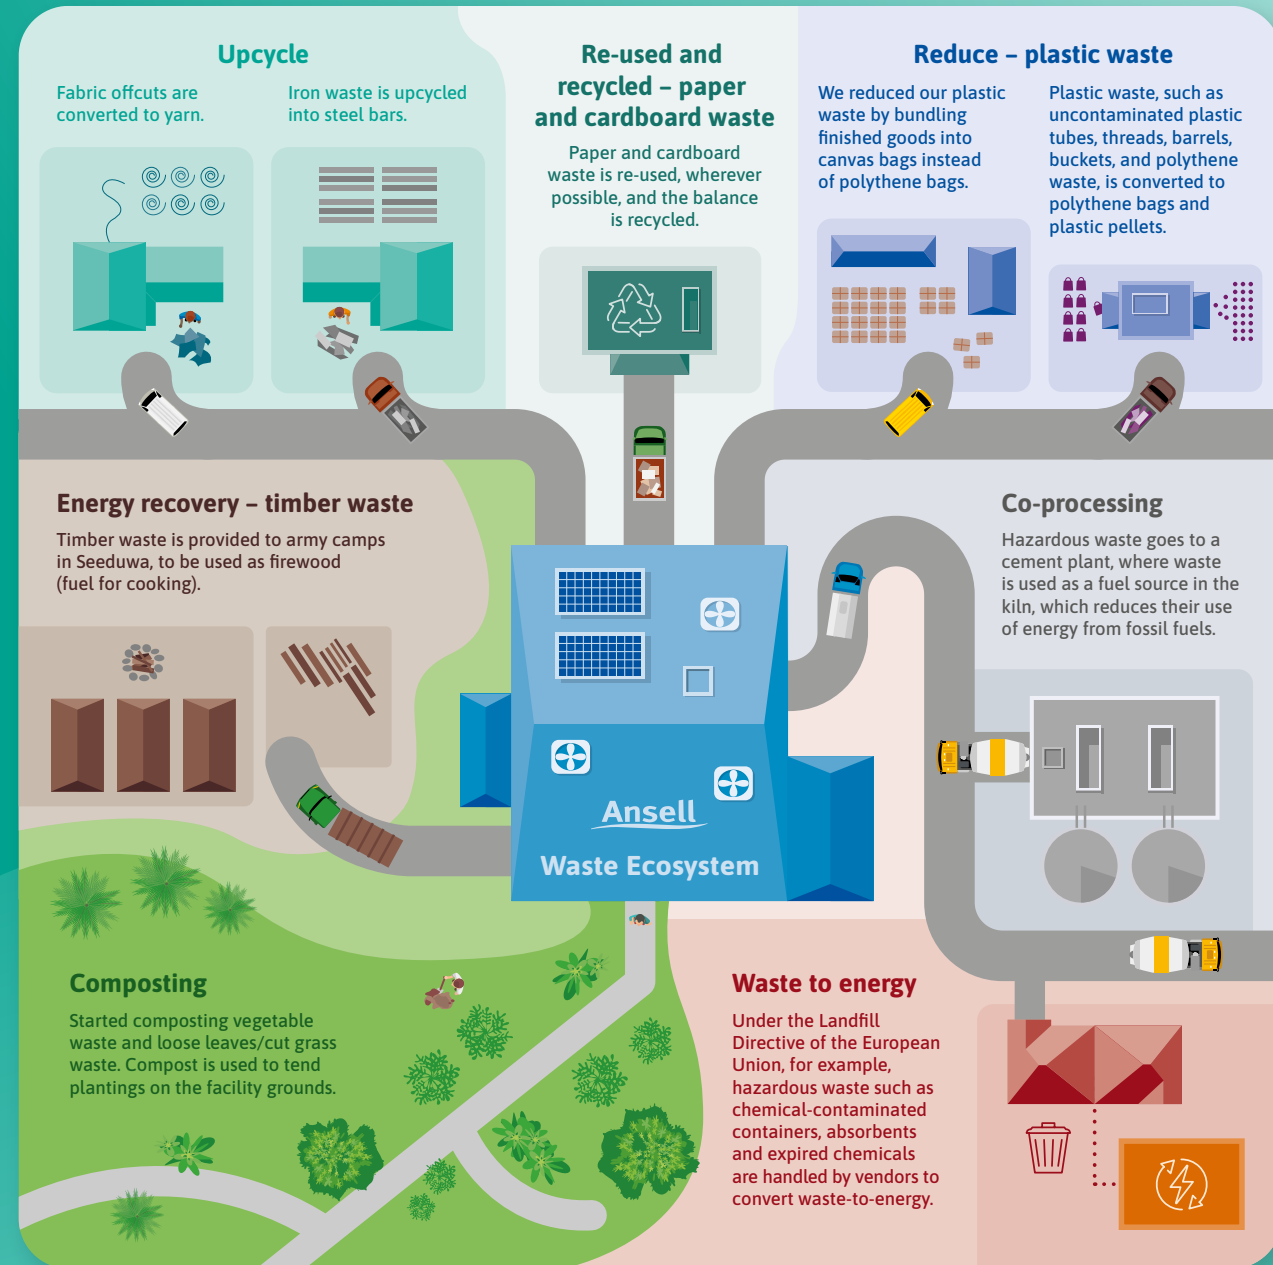 Upcycle
Fabric offcuts are
converted to yarn.
Iron waste is upcycled
into steel bars.
Re-used and
recycled – paper
and cardboard waste
Paper and cardboard
waste is re-used, wherever
possible, and the balance
is recycled.
Reduce – plastic waste
We reduced our plastic
waste by bundling
finished goods into
canvas bags instead
of polythene bags.
Plastic waste, such as
uncontaminated plastic
tubes, threads, barrels,
buckets, and polythene
waste, is converted to
polythene bags and
plastic pellets.
Energy recovery – timber waste
Timber waste is provided to army camps
in Seeduwa, to be used as firewood
(fuel for cooking).
Co-processing
Hazardous waste goes to a
cement plant, where waste
is used as a fuel source in the
kiln, which reduces their use
of energy from fossil fuels.
Ansell
Waste Ecosystem
Composting
Started composting vegetable
waste and loose leaves/cut grass
waste. Compost is used to tend
plantings on the facility grounds.
Waste to energy
Under the Landfill
Directive of the European
Union, for example,
hazardous waste such as
chemical-contaminated
containers, absorbents
and expired chemicals
are handled by vendors to
convert waste-to-energy.